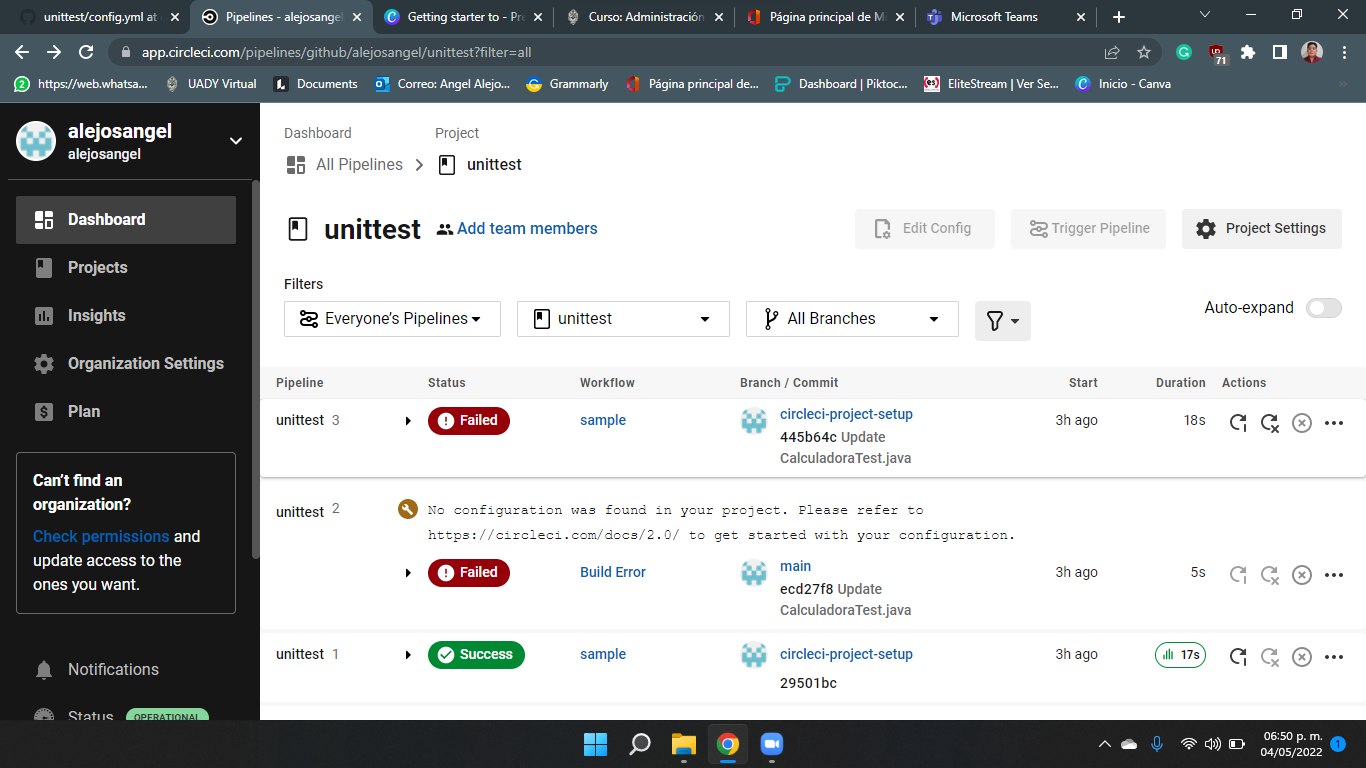 unittest/config.yml at
Pipelines - alejosangel
Getting starter to - Pr
Curso: Administración
Página principal de Mi
Microsoft Teams
app.circleci.com/pipelines/github/alejosangel/unittest?filter=all
71
https://web.whatsa...
UADY Virtual
Documents
Correo: Angel Alejo...
Grammarly
Página principal de...
Dashboard | Piktoc...
EliteStream | Ver Se...
Inicio - Canva
alejosangel
alejosangel
Dashboard
Projects
Insights
Organization Settings
Plan
Can't find an
organization?
Check permissions and
update access to the
ones you want.
Notifications
Status OPERATIONAL
Dashboard Project
All Pipelines unittest
unittest Add team members
Edit Config Trigger Pipeline Project Settings
Filters
Everyone's Pipelines unittest All Branches
Auto-expand
Pipeline Status Workflow Branch / Commit Start Duration Actions
unittest 3 Failed sample circleci-project-setup 3h ago 18s
445b64c Update
CalculadoraTest.java
unittest 2 No configuration was found in your project. Please refer to
https://circleci.com/docs/2.0/ to get started with your configuration.
Failed Build Error main 3h ago 5s
ecd27f8 Update
CalculadoraTest.java
unittest 1 Success sample circleci-project-setup 3h ago 17s
29501bc
06:50 p. m.
04/05/2022
1